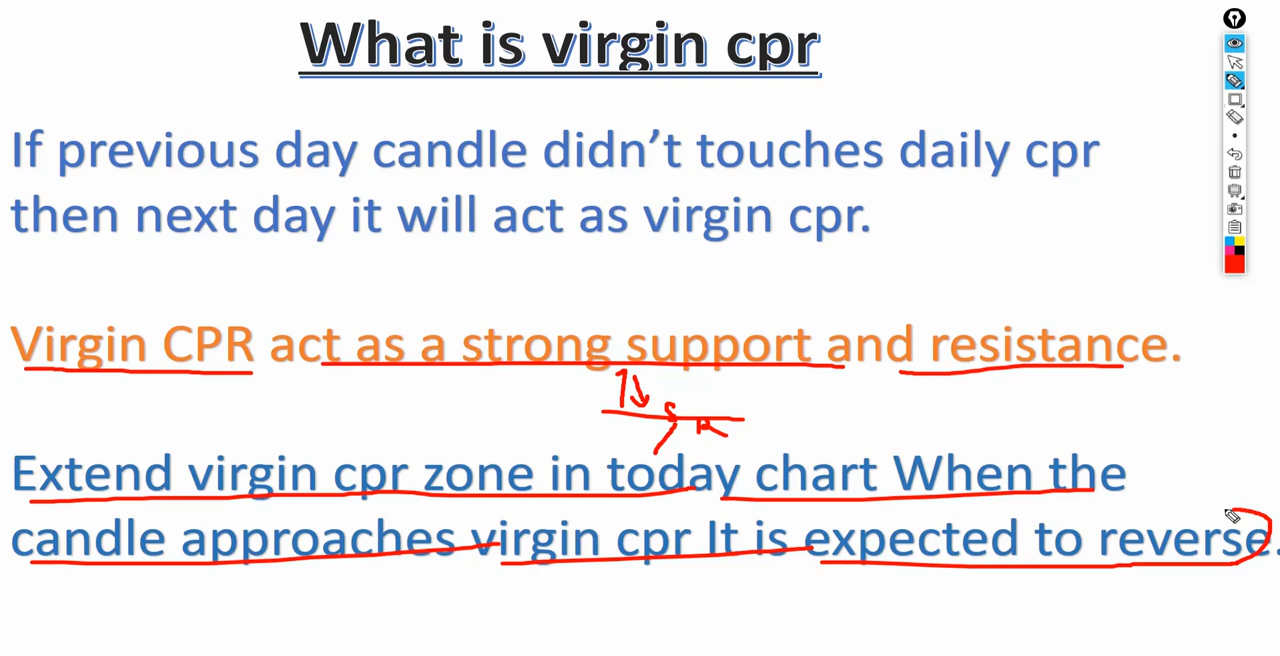 What is virgin cpr
If previous day candle didn't touches daily cpr
then next day it will act as virgin cpr.
Virgin CPR act as a strong support and resistance.
S
R
Extend virgin cpr zone in today chart When the
candle approaches virgin cpr It is expected to reverse.